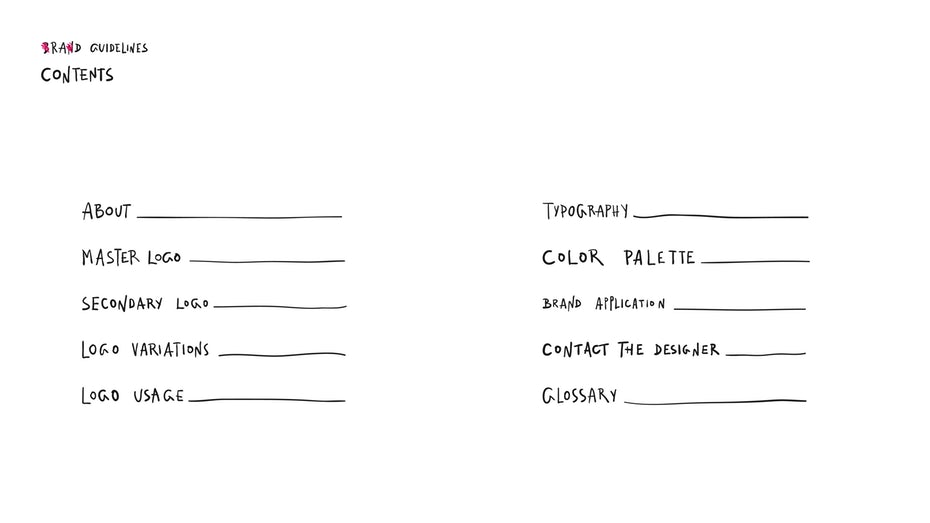 BRAND GUIDELINES
CONTENTS
ABOUT
MASTER LOGO
SECONDARY LOGO
LOGO VARIATIONS
LOGO USAGE
TYPOGRAPHY
COLOR PALETTE
BRAND APPLICATION
CONTACT THE DESIGNER
GLOSSARY